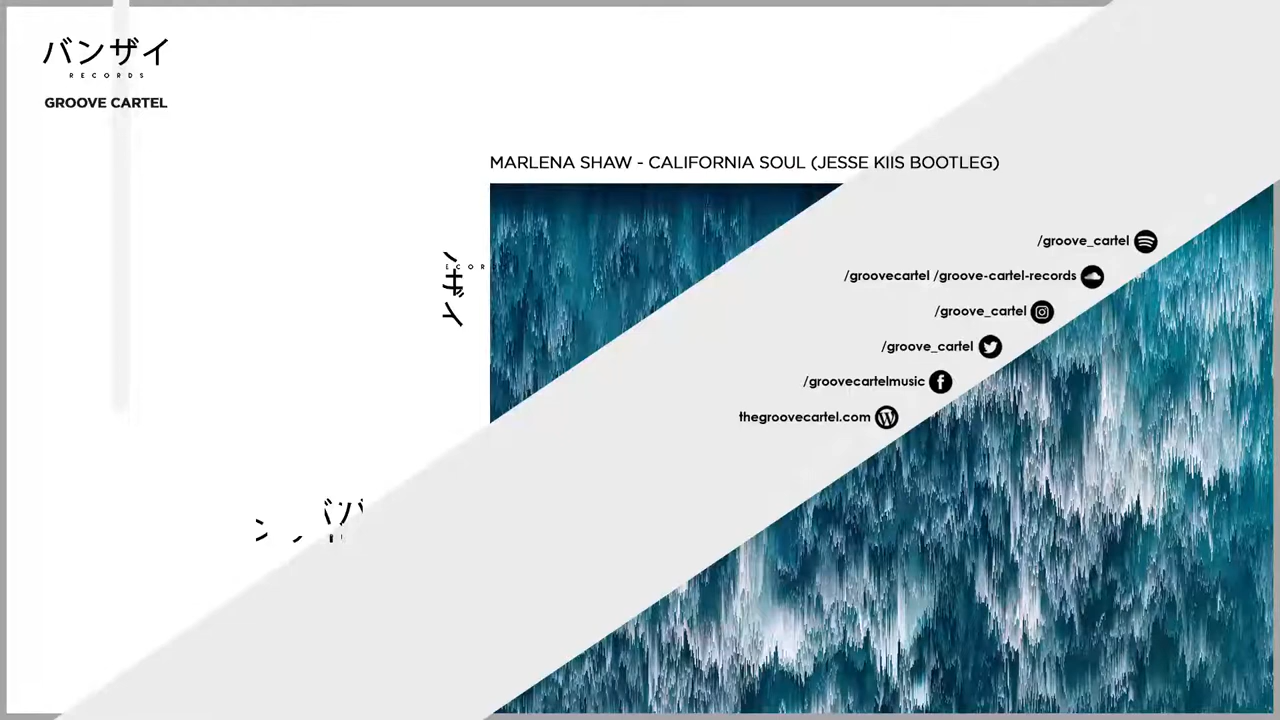 バンザイ
RECORDS
GROOVE CARTEL
MARLENA SHAW - CALIFORNIA SOUL (JESSE KIIS BOOTLEG)
/groove_cartel
/groovecartel /groove-cartel-records
/groove_cartel
/groove_cartel
/groovecartelmusic
thegroovecartel.com